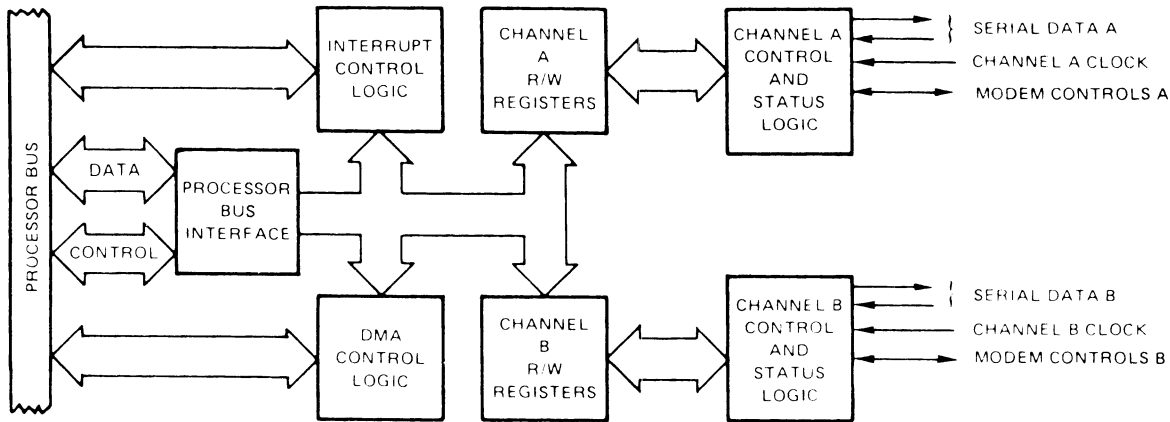 PROCESSOR BUS
INTERRUPT
CONTROL
LOGIC
CHANNEL
A
R/W
REGISTERS
CHANNEL A
CONTROL
AND
STATUS
LOGIC
SERIAL DATA A
CHANNEL A CLOCK
MODEM CONTROLS A
DATA
CONTROL
PROCESSOR
BUS
INTERFACE
DMA
CONTROL
LOGIC
CHANNEL
B
R/W
REGISTERS
CHANNEL B
CONTROL
AND
STATUS
LOGIC
SERIAL DATA B
CHANNEL B CLOCK
MODEM CONTROLS B